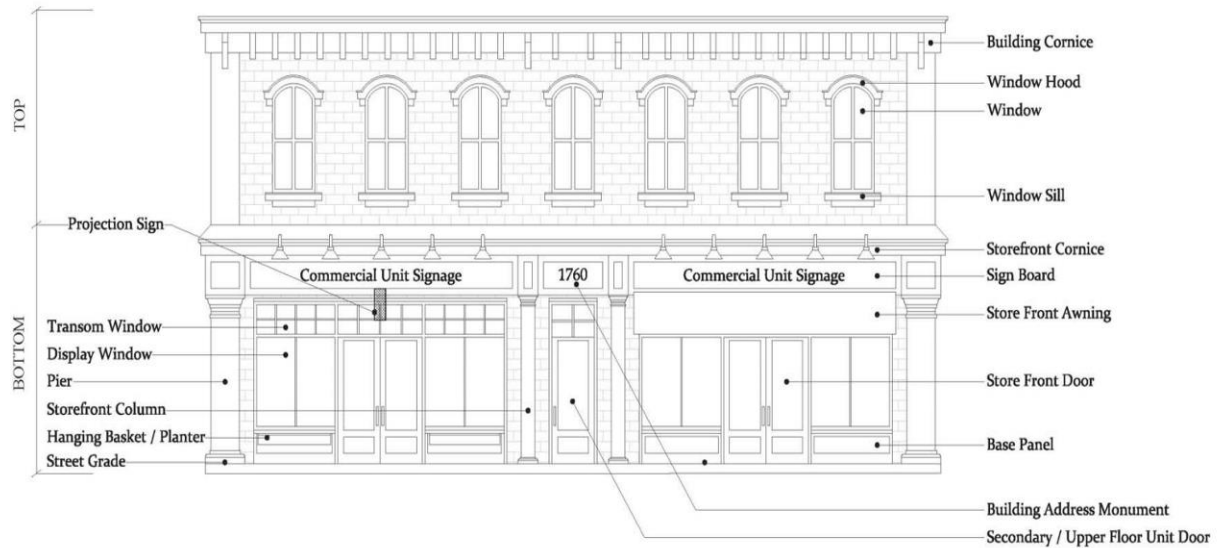 TOP
BOTTOM
Projection Sign
Transom Window
Display Window
Pier
Storefront Column
Hanging Basket / Planter
Street Grade
Commercial Unit Signage
1760
Commercial Unit Signage
Building Cornice
Window Hood
Window
Window Sill
Storefront Cornice
Sign Board
Store Front Awning
Store Front Door
Base Panel
Building Address Monument
Secondary / Upper Floor Unit Door